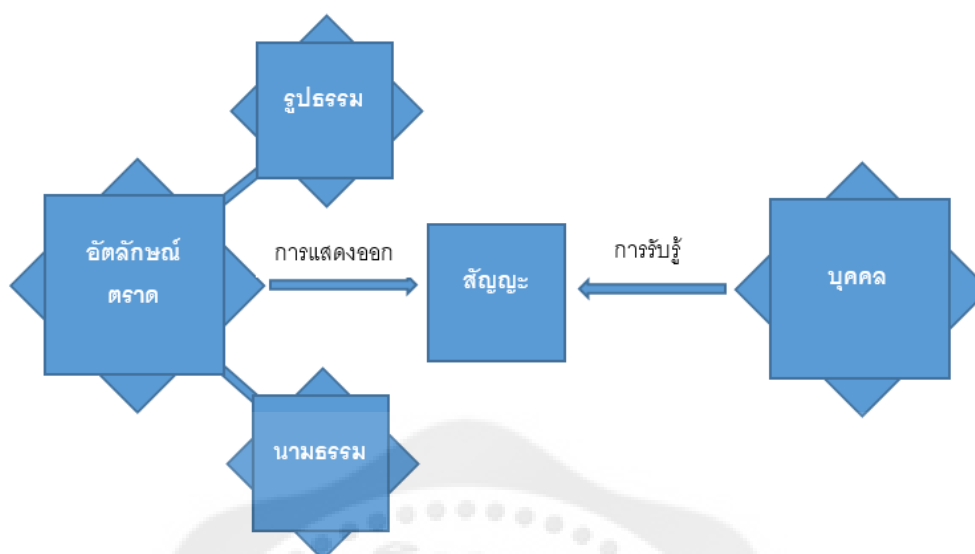 รูปธรรม
อัตลักษณ์
ตราด
การแสดงออก
สัญญะ
การรับรู้
บุคคล
นามธรรม